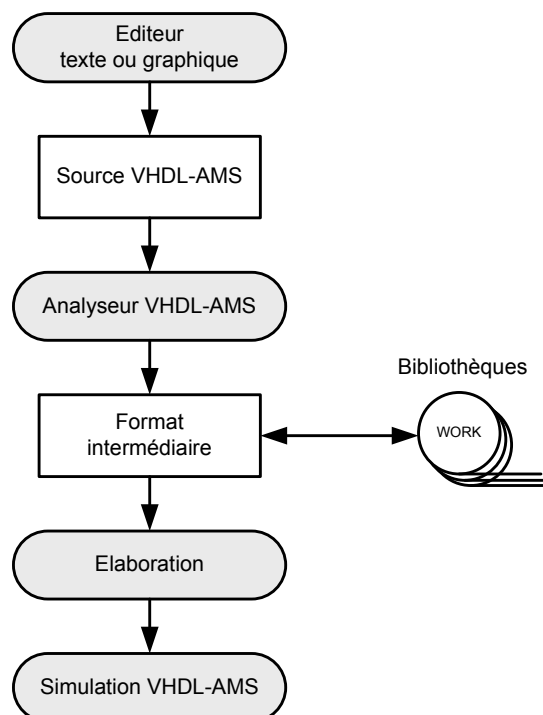 Editeur
texte ou graphique
Source VHDL-AMS
Analyseur VHDL-AMS
Bibliothèques
Format
intermédiaire
WORK
Elaboration
Simulation VHDL-AMS